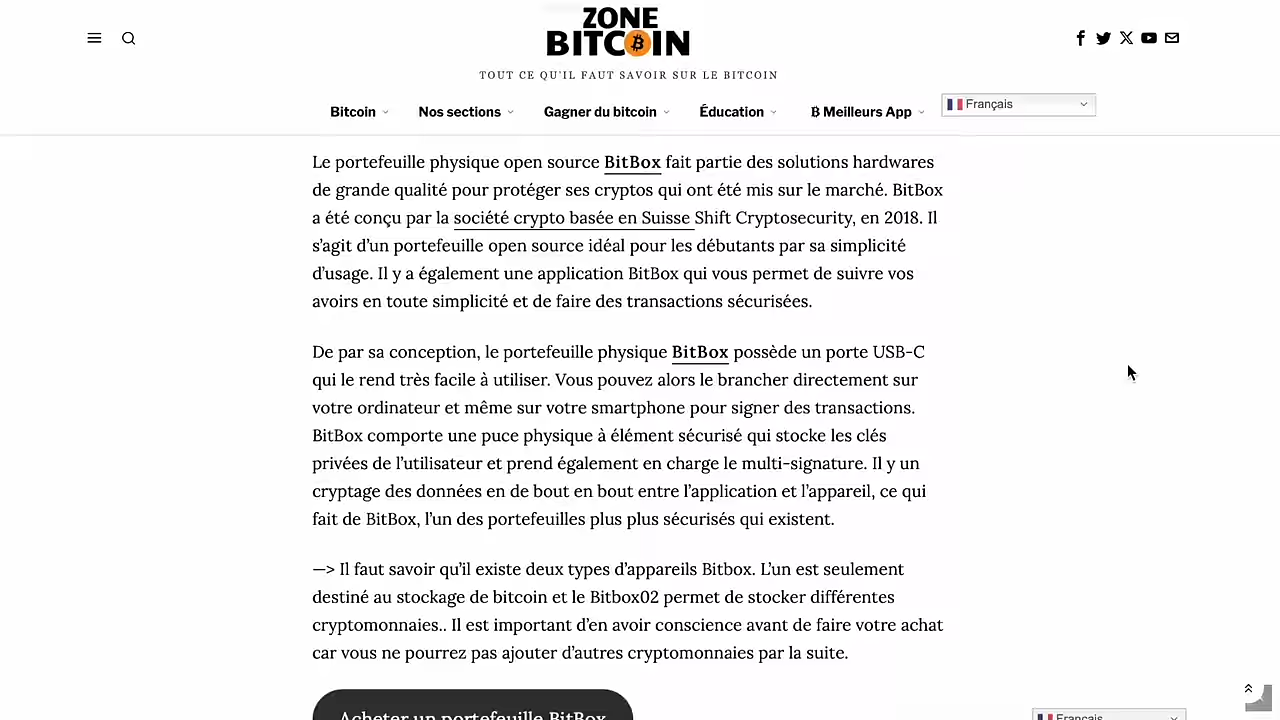 ZONE
BITCOIN
TOUT CE QU'IL FAUT SAVOIR SUR LE BITCOIN
Bitcoin
Nos sections
Gagner du bitcoin
Éducation
₿ Meilleurs App
Français
Le portefeuille physique open source BitBox fait partie des solutions hardwares
de grande qualité pour protéger ses cryptos qui ont été mis sur le marché. BitBox
a été conçu par la société crypto basée en Suisse Shift Cryptosecurity, en 2018. Il
s’agit d’un portefeuille open source idéal pour les débutants par sa simplicité
d’usage. Il y a également une application BitBox qui vous permet de suivre vos
avoirs en toute simplicité et de faire des transactions sécurisées.
De par sa conception, le portefeuille physique BitBox possède un porte USB-C
qui le rend très facile à utiliser. Vous pouvez alors le brancher directement sur
votre ordinateur et même sur votre smartphone pour signer des transactions.
BitBox comporte une puce physique à élément sécurisé qui stocke les clés
privées de l’utilisateur et prend également en charge le multi-signature. Il y un
cryptage des données en de bout en bout entre l’application et l’appareil, ce qui
fait de BitBox, l’un des portefeuilles plus plus sécurisés qui existent.
—> Il faut savoir qu’il existe deux types d’appareils Bitbox. L’un est seulement
destiné au stockage de bitcoin et le Bitbox02 permet de stocker différentes
cryptomonnaies.. Il est important d’en avoir conscience avant de faire votre achat
car vous ne pourrez pas ajouter d’autres cryptomonnaies par la suite.
Acheter un portefeuille BitBox
Français